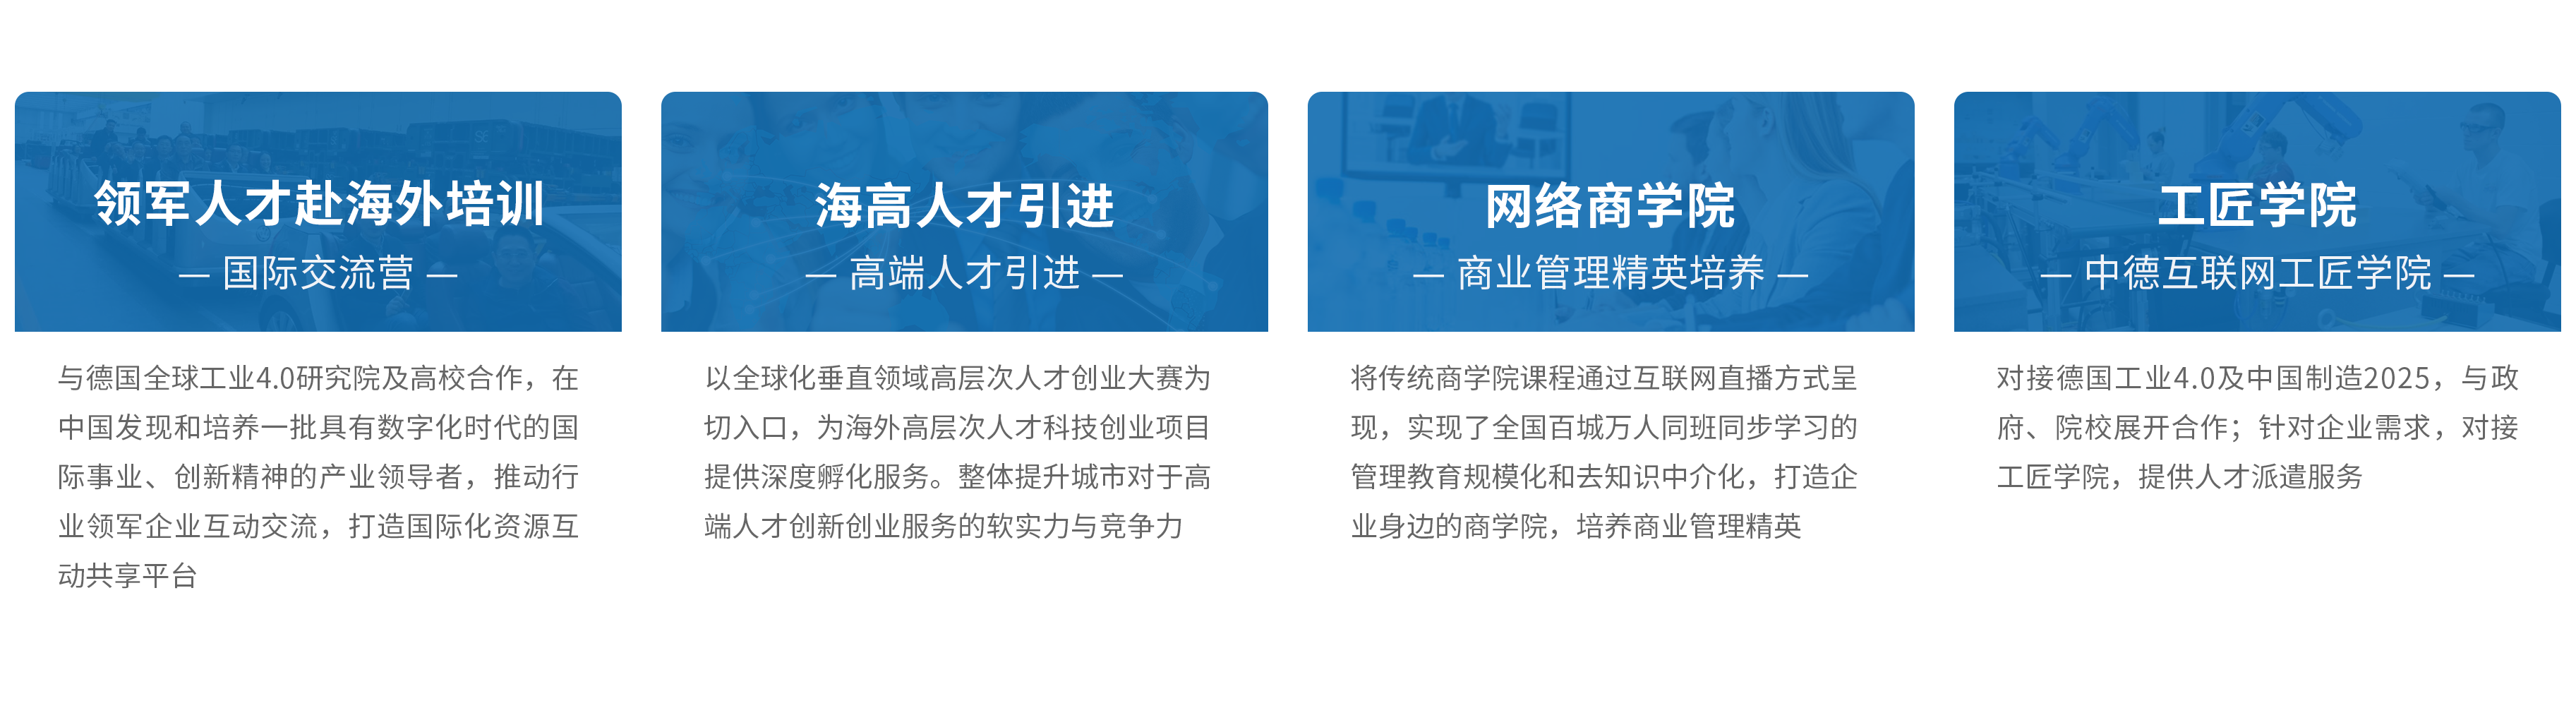 领军人才赴海外培训
— 国际交流营 —
与德国全球工业4.0研究院及高校合作，在
中国发现和培养一批具有数字化时代的国
际事业、创新精神的产业领导者，推动行
业领军企业互动交流，打造国际化资源互
动共享平台
海高人才引进
— 高端人才引进 —
以全球化垂直领域高层次人才创业大赛为
切入口，为海外高层次人才科技创业项目
提供深度孵化服务。整体提升城市对于高
端人才创新创业服务的软实力与竞争力
网络商学院
— 商业管理精英培养 —
将传统商学院课程通过互联网直播方式呈
现，实现了全国百城万人同班同步学习的
管理教育规模化和去知识中介化，打造企
业身边的商学院，培养商业管理精英
工匠学院
— 中德互联网工匠学院 —
对接德国工业4.0及中国制造2025，与政
府、院校展开合作；针对企业需求，对接
工匠学院，提供人才派遣服务